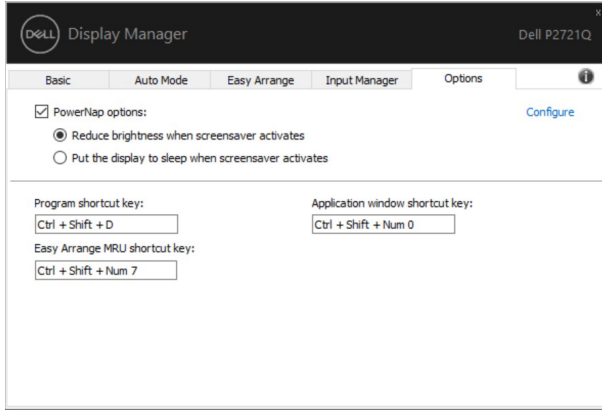 x
DELL Display Manager
Dell P2721Q
Basic
Auto Mode
Easy Arrange
Input Manager
Options
i
PowerNap options:
Configure
Reduce brightness when screensaver activates
Put the display to sleep when screensaver activates
Program shortcut key:
Application window shortcut key:
Ctrl + Shift + D
Ctrl + Shift + Num 0
Easy Arrange MRU shortcut key:
Ctrl + Shift + Num 7